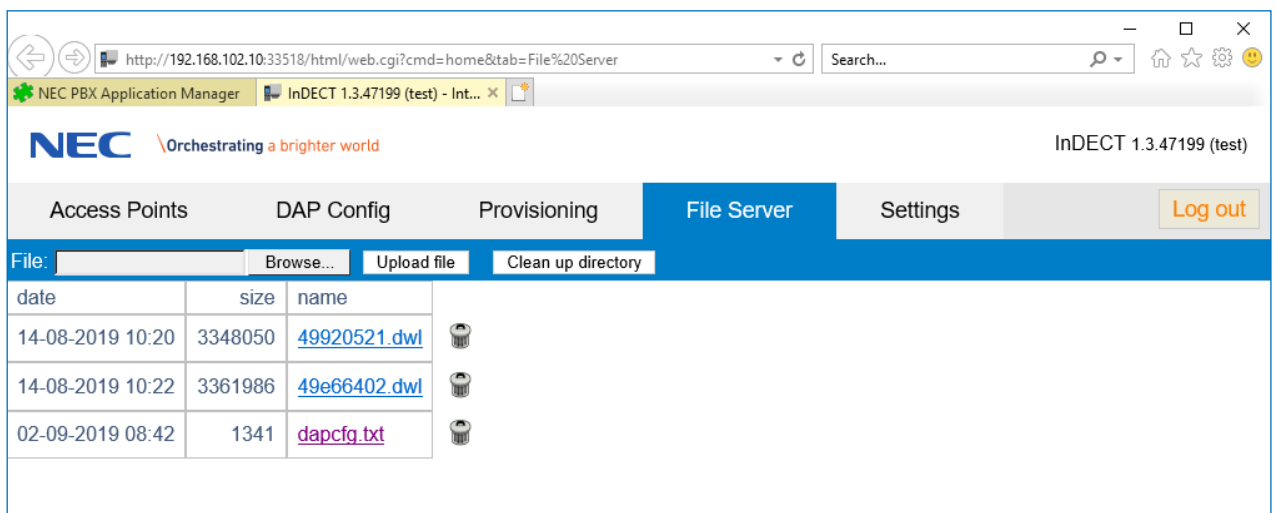 http://192.168.102.10:33518/html/web.cgi?cmd=home&tab=File%20Server Search...
NEC PBX Application Manager InDECT 1.3.47199 (test) - Int...
NEC \Orchestrating a brighter world InDECT 1.3.47199 (test)
Access Points DAP Config Provisioning File Server Settings Log out
File: Browse... Upload file Clean up directory
date size name
14-08-2019 10:20 3348050 49920521.dwl
14-08-2019 10:22 3361986 49e66402.dwl
02-09-2019 08:42 1341 dapcfg.txt